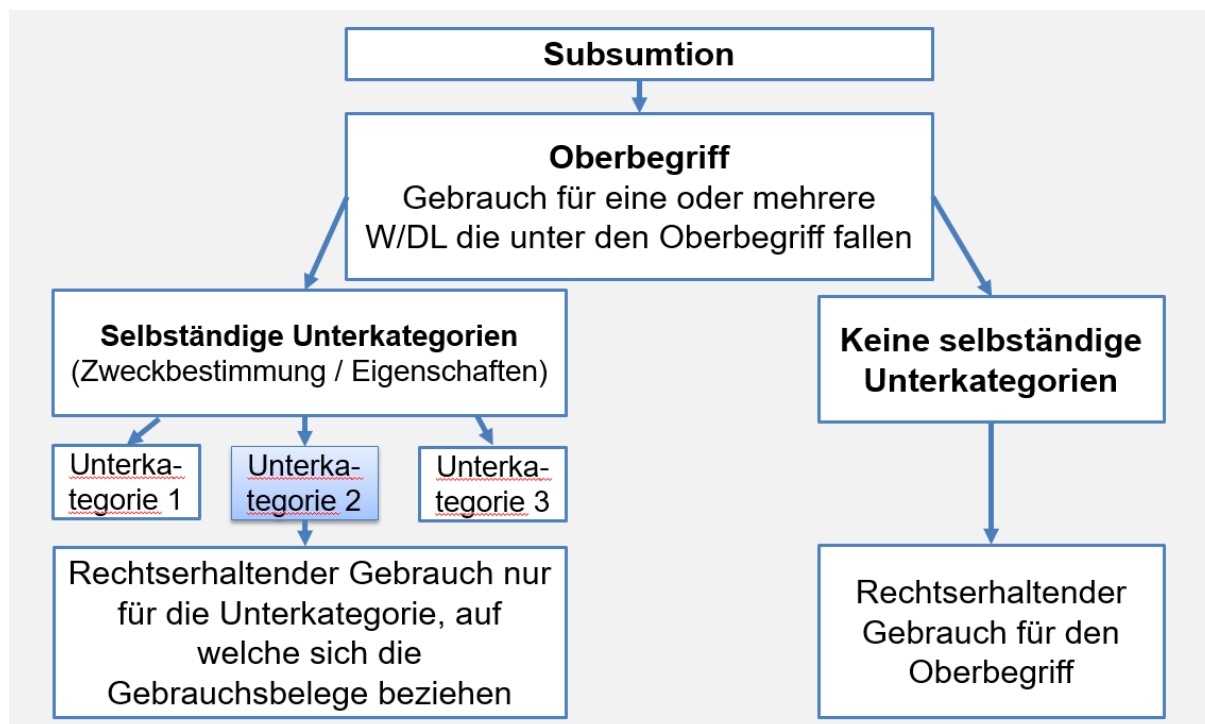 Subsumtion
Oberbegriff
Gebrauch für eine oder mehrere
W/DL die unter den Oberbegriff fallen
Selbständige Unterkategorien
(Zweckbestimmung / Eigenschaften)
Keine selbständige
Unterkategorien
Unterka-
tegorie 1
Unterka-
tegorie 2
Unterka-
tegorie 3
Rechtserhaltender Gebrauch nur
für die Unterkategorie, auf
welche sich die
Gebrauchsbelege beziehen
Rechtserhaltender
Gebrauch für den
Oberbegriff